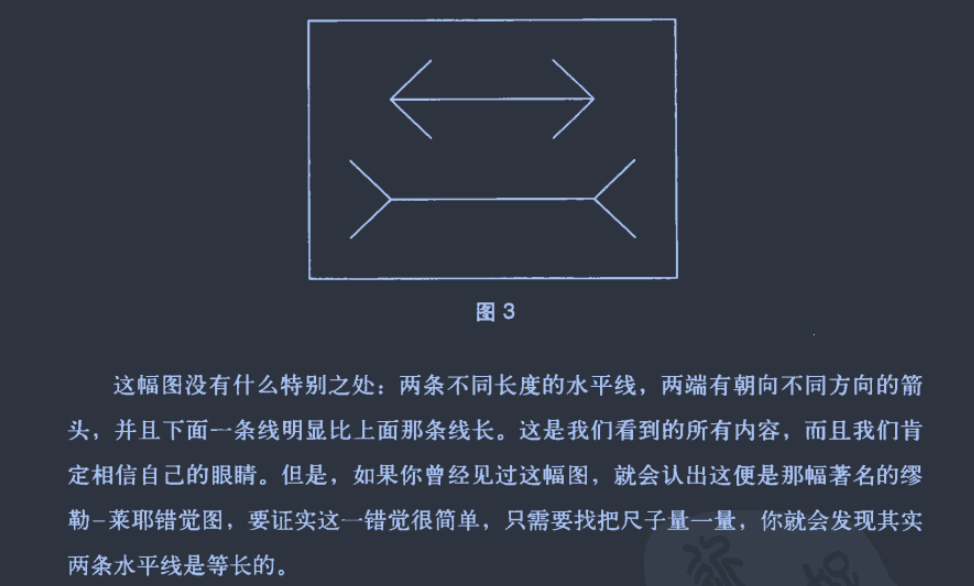 图 3
这幅图没有什么特别之处：两条不同长度的水平线，两端有朝向不同方向的箭
头，并且下面一条线明显比上面那条线长。这是我们看到的所有内容，而且我们肯
定相信自己的眼睛。但是，如果你曾经见过这幅图，就会认出这便是那幅著名的缪
勒–莱耶错觉图，要证实这一错觉很简单，只需要找把尺子量一量，你就会发现其实
两条水平线是等长的。